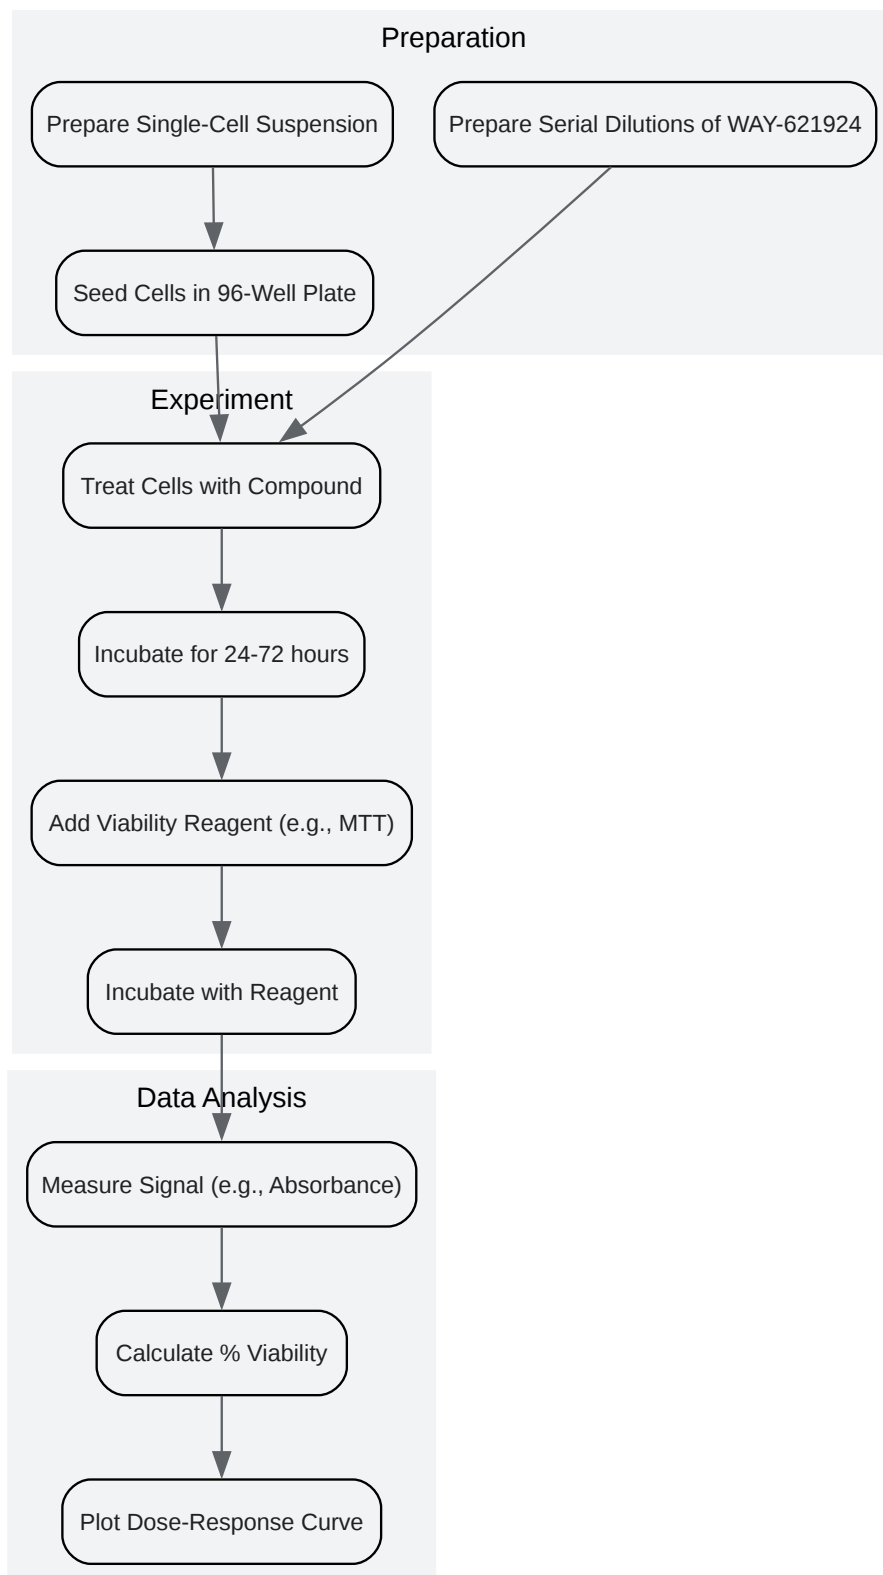 Preparation
Prepare Single-Cell Suspension
Prepare Serial Dilutions of WAY-621924
Seed Cells in 96-Well Plate
Experiment
Treat Cells with Compound
Incubate for 24-72 hours
Add Viability Reagent (e.g., MTT)
Incubate with Reagent
Data Analysis
Measure Signal (e.g., Absorbance)
Calculate % Viability
Plot Dose-Response Curve